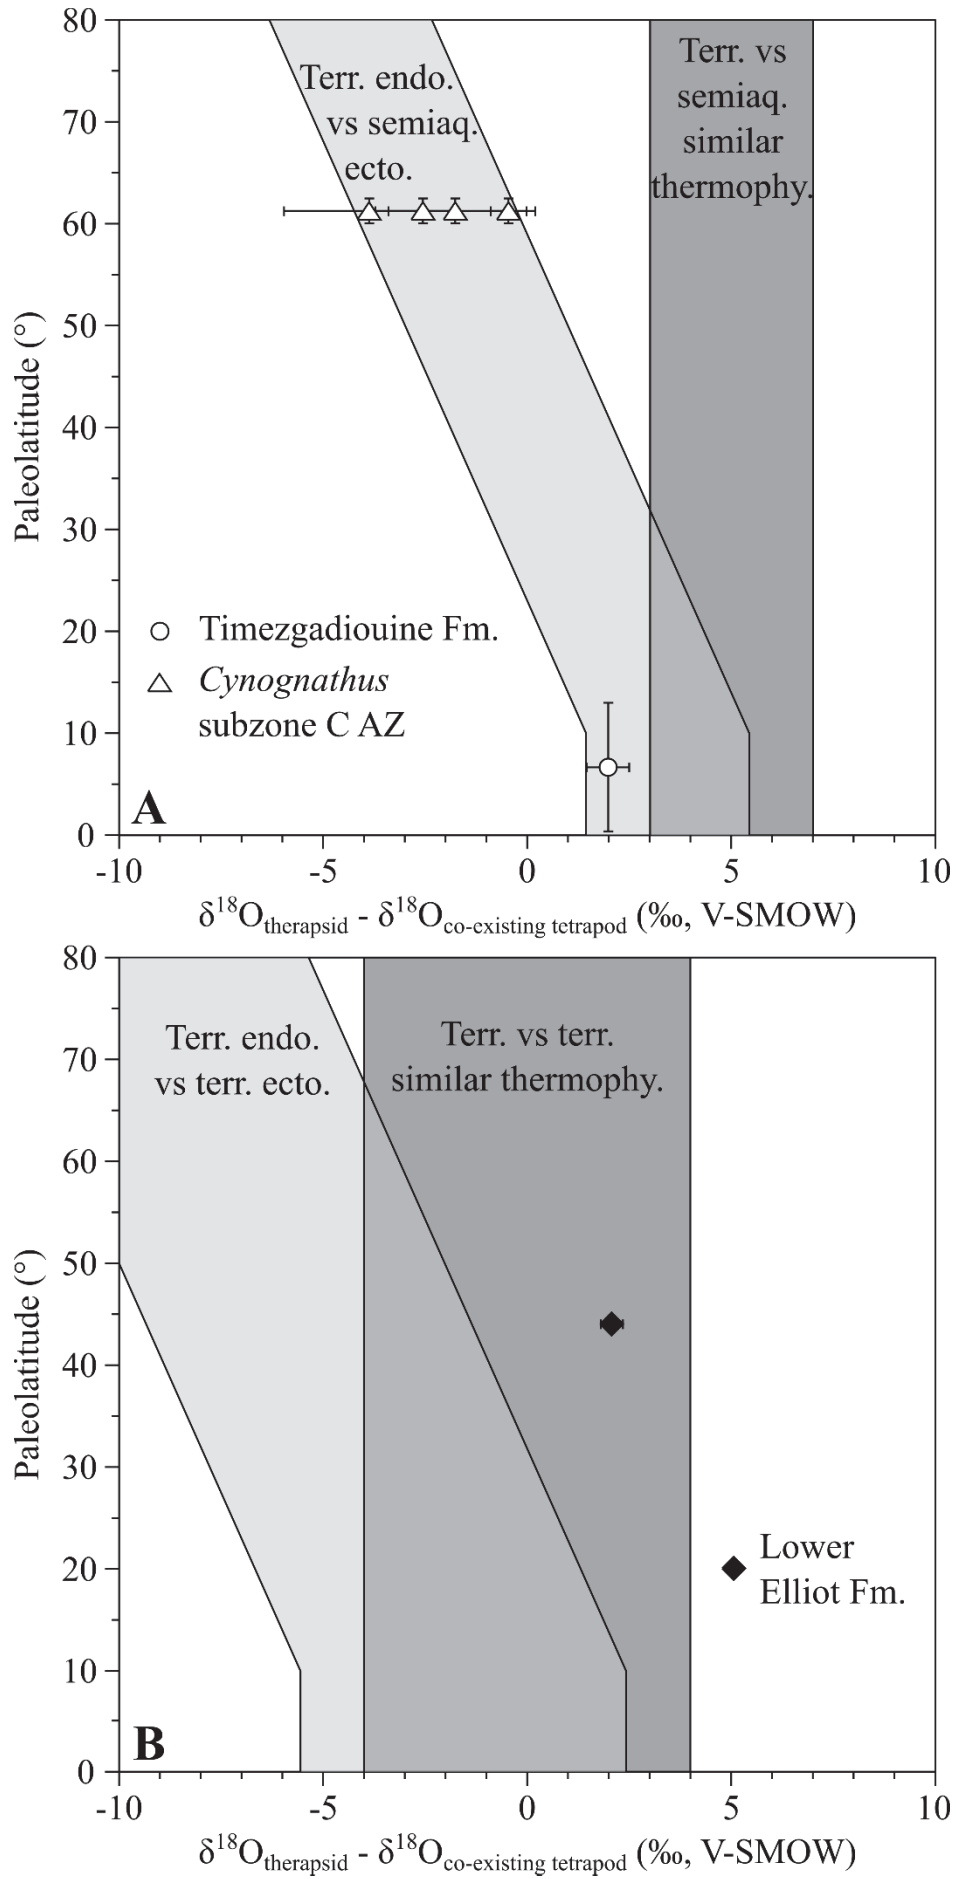 80
70
60
50
40
30
20
10
0
Paleolatitude (°)
Terr. endo.
vs semiaq.
ecto.
Terr. vs
semiaq.
similar
thermophy.
Timezgadiouine Fm.
Cynognathus
subzone C AZ
A
-10 -5 0 5 10
δ¹⁸Otherapsid - δ¹⁸Oco-existing tetrapod (‰, V-SMOW)
80
70
60
50
40
30
20
10
0
Paleolatitude (°)
Terr. endo.
vs terr. ecto.
Terr. vs terr.
similar thermophy.
Lower
Elliot Fm.
B
-10 -5 0 5 10
δ¹⁸Otherapsid - δ¹⁸Oco-existing tetrapod (‰, V-SMOW)